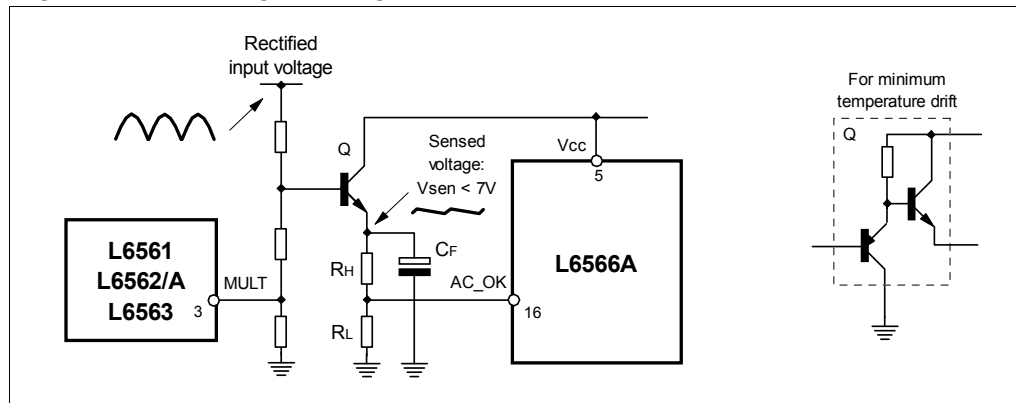 Rectified
input voltage
For minimum
temperature drift
Q
Vcc
5
Q
Sensed
voltage:
Vsen < 7V
L6561
L6562/A
L6563
MULT
3
RH
CF
AC_OK
16
L6566A
RL